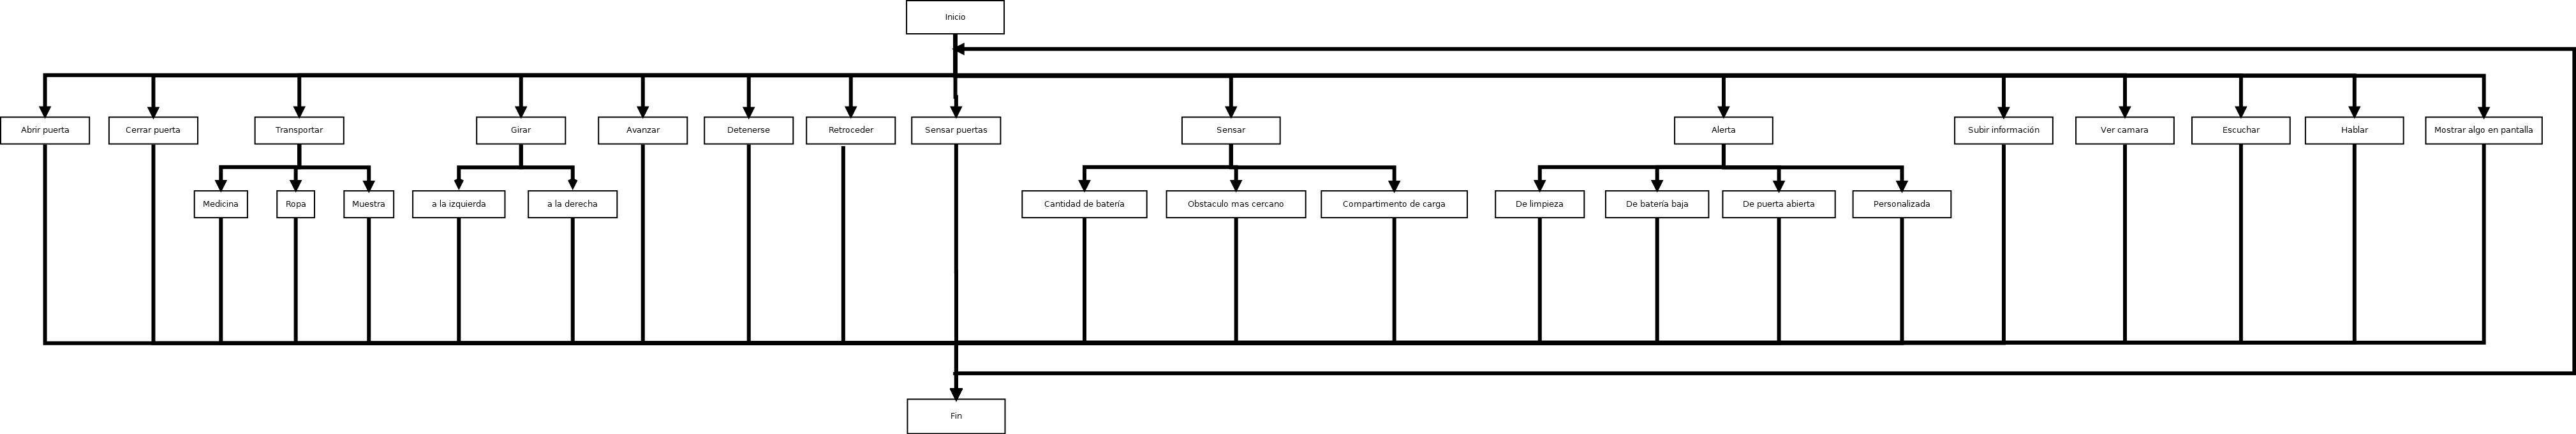 Inicio
Abrir puerta
Cerrar puerta
Transportar
Girar
Avanzar
Detenerse
Retroceder
Sensar puertas
Sensar
Alerta
Subir información
Ver camara
Escuchar
Hablar
Mostrar algo en pantalla
Medicina
Ropa
Muestra
a la izquierda
a la derecha
Cantidad de batería
Obstaculo mas cercano
Compartimento de carga
De limpieza
De batería baja
De puerta abierta
Personalizada
Fin